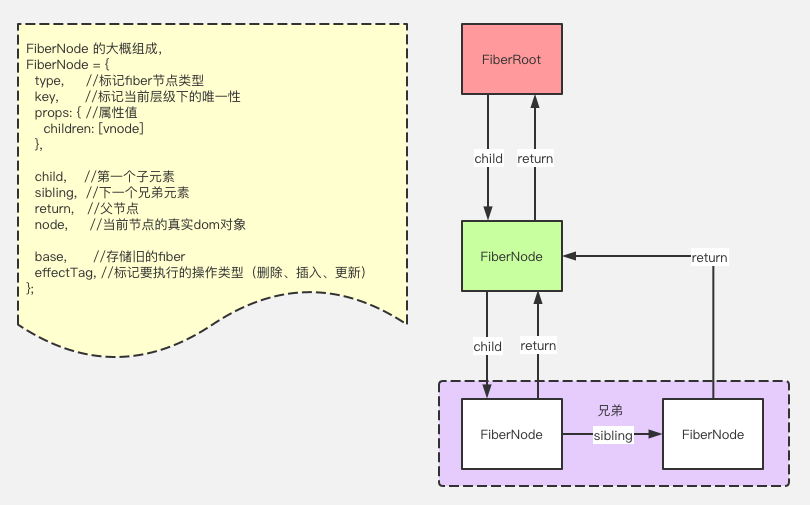 FiberNode 的大概组成，
FiberNode = {
type, //标记fiber节点类型
key, //标记当前层级下的唯一性
props: { //属性值
children: [vnode]
},
child, //第一个子元素
sibling, //下一个兄弟元素
return, //父节点
node, //当前节点的真实dom对象
base, //存储旧的fiber
effectTag, //标记要执行的操作类型（删除、插入、更新）
};
FiberRoot
child
return
FiberNode
return
child
return
兄弟
FiberNode
sibling
FiberNode